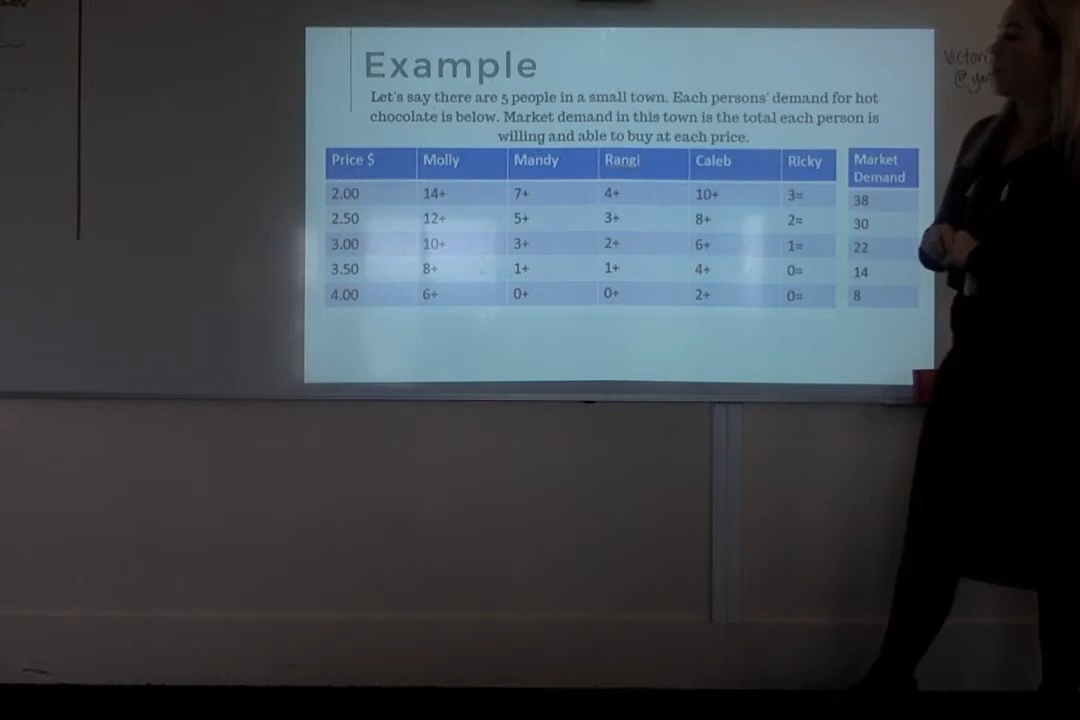 Example
Let's say there are 5 people in a small town. Each persons' demand for hot
chocolate is below. Market demand in this town is the total each person is
willing and able to buy at each price.
Price $ Molly Mandy Rangi Caleb Ricky Market Demand
2.00 14+ 7+ 4+ 10+ 3= 38
2.50 12+ 5+ 3+ 8+ 2= 30
3.00 10+ 3+ 2+ 6+ 1= 22
3.50 8+ 1+ 1+ 4+ 0= 14
4.00 6+ 0+ 0+ 2+ 0= 8